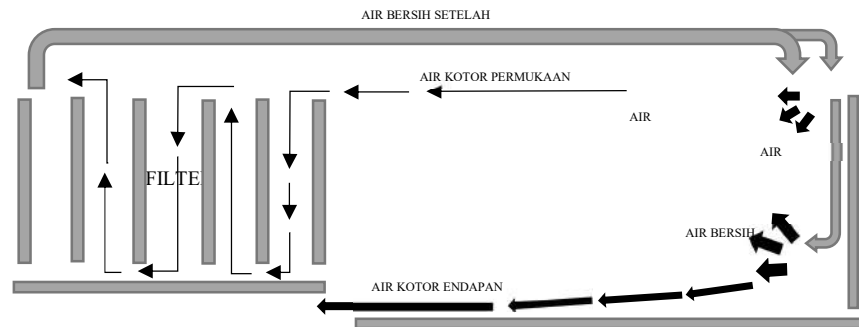 AIR BERSIH SETELAH
AIR KOTOR PERMUKAAN
AIR
AIR
FILTE
AIR BERSIH
AIR KOTOR ENDAPAN